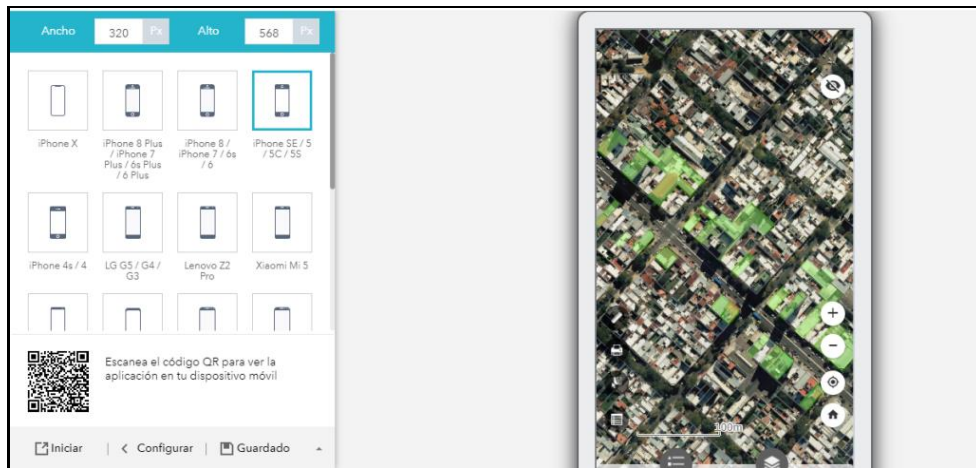 Ancho 320 Px Alto 568 Px
iPhone X
iPhone 8 Plus
/ iPhone 7
Plus / 6s Plus
/ 6 Plus
iPhone 8 /
iPhone 7 / 6s
/ 6
iPhone SE / 5
/ 5C / 5S
iPhone 4s / 4
LG G5 / G4 /
G3
Lenovo Z2
Pro
Xiaomi Mi 5
Escanea el código QR para ver la
aplicación en tu dispositivo móvil
Iniciar | < Configurar | Guardado
100m